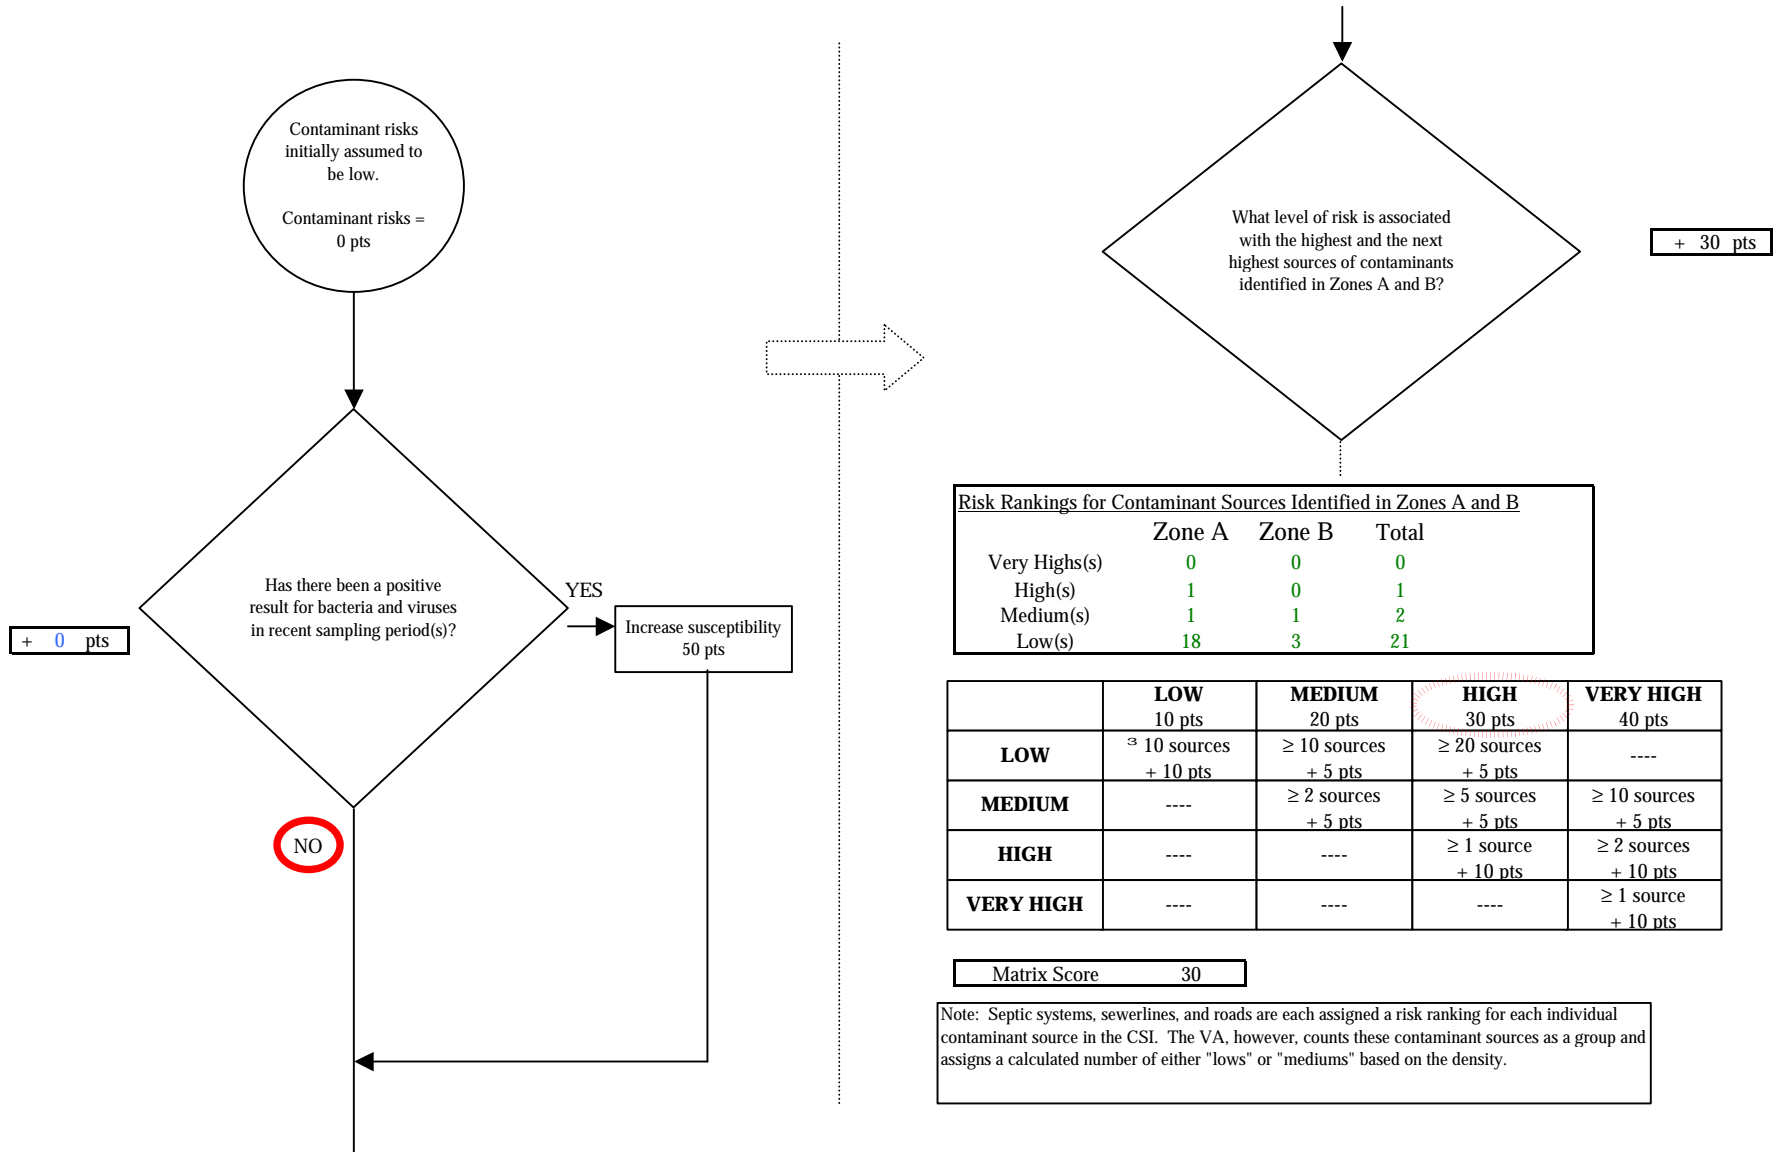 Contaminant risks
initially assumed to
be low.
Contaminant risks =
0 pts
Has there been a positive
result for bacteria and viruses
in recent sampling period(s)?
YES
Increase susceptibility
50 pts
+ 0 pts
NO
What level of risk is associated
with the highest and the next
highest sources of contaminants
identified in Zones A and B?
+ 30 pts
Risk Rankings for Contaminant Sources Identified in Zones A and B
Zone A Zone B Total
Very Highs(s) 0 0 0
High(s) 1 0 1
Medium(s) 1 1 2
Low(s) 18 3 21
LOW MEDIUM HIGH VERY HIGH
10 pts 20 pts 30 pts 40 pts
LOW ³ 10 sources ≥ 10 sources ≥ 20 sources ----
+ 10 pts + 5 pts + 5 pts
MEDIUM ---- ≥ 2 sources ≥ 5 sources ≥ 10 sources
+ 5 pts + 5 pts + 5 pts
HIGH ---- ---- ≥ 1 source ≥ 2 sources
+ 10 pts + 10 pts
VERY HIGH ---- ---- ---- ≥ 1 source
+ 10 pts
Matrix Score 30
Note: Septic systems, sewerlines, and roads are each assigned a risk ranking for each individual
contaminant source in the CSI. The VA, however, counts these contaminant sources as a group and
assigns a calculated number of either "lows" or "mediums" based on the density.